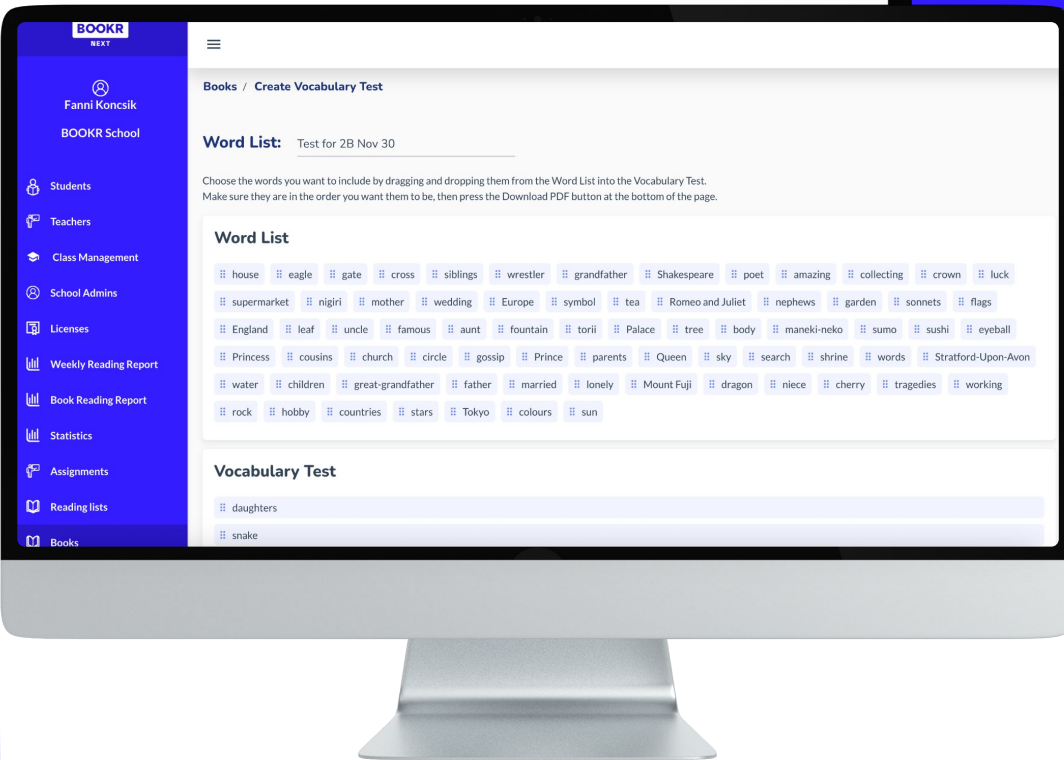 BOOKR
NEXT
Fanni Koncsik
BOOKR School
Students
Teachers
Class Management
School Admins
Licenses
Weekly Reading Report
Book Reading Report
Statistics
Assignments
Reading lists
Books
Books / Create Vocabulary Test
Word List: Test for 2B Nov 30
Choose the words you want to include by dragging and dropping them from the Word List into the Vocabulary Test.
Make sure they are in the order you want them to be, then press the Download PDF button at the bottom of the page.
Word List
house eagle gate cross siblings wrestler grandfather Shakespeare poet amazing collecting crown luck
supermarket nigiri mother wedding Europe symbol tea Romeo and Juliet nephews garden sonnets flags
England leaf uncle famous aunt fountain torii Palace tree body maneki-neko sumo sushi eyeball
Princess cousins church circle gossip Prince parents Queen sky search shrine words Stratford-Upon-Avon
water children great-grandfather father married lonely Mount Fuji dragon niece cherry tragedies working
rock hobby countries stars Tokyo colours sun
Vocabulary Test
daughters
snake